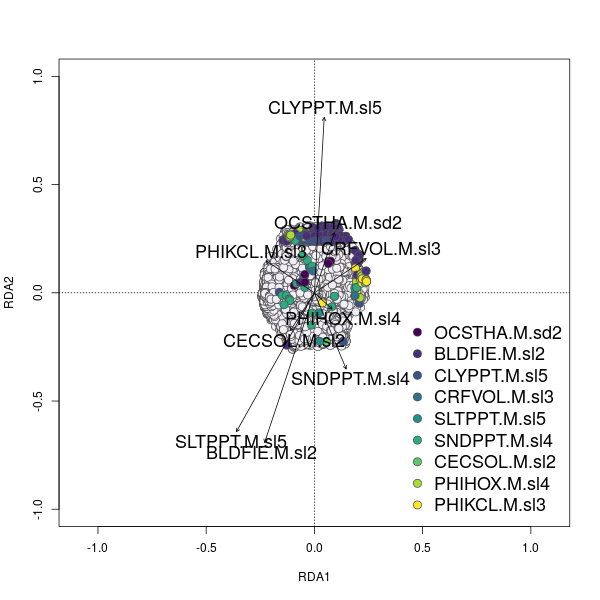 1.0
0.5
0.0
-0.5
-1.0
RDA2
CLYPPT.M.sl5
OCSTHA.M.sd2
CRFVOL.M.sl3
PHIKCL.M.sl3
PHIHOX.M.sl4
CECSOL.M.sl2
SNDPPT.M.sl4
SLTPPT.M.sl5
BLDFIE.M.sl2
OCSTHA.M.sd2
BLDFIE.M.sl2
CLYPPT.M.sl5
CRFVOL.M.sl3
SLTPPT.M.sl5
SNDPPT.M.sl4
CECSOL.M.sl2
PHIHOX.M.sl4
PHIKCL.M.sl3
-1.0 -0.5 0.0 0.5 1.0
RDA1